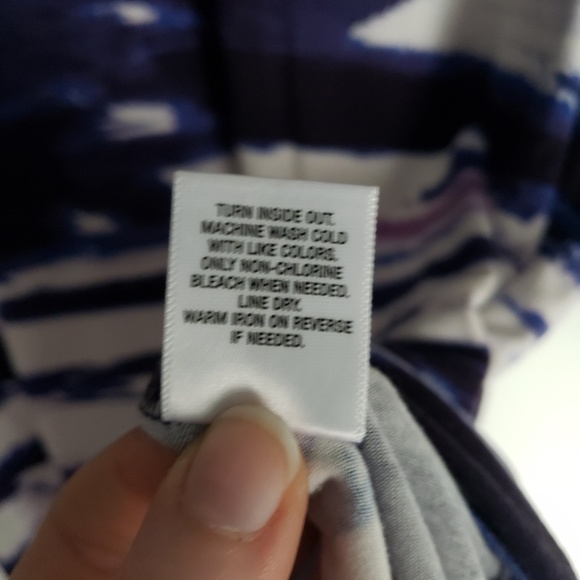 TURN INSIDE OUT.
MACHINE WASH COLD
WITH LIKE COLORS.
ONLY NON-CHLORINE
BLEACH WHEN NEEDED.
LINE DRY.
WARM IRON ON REVERSE
IF NEEDED.